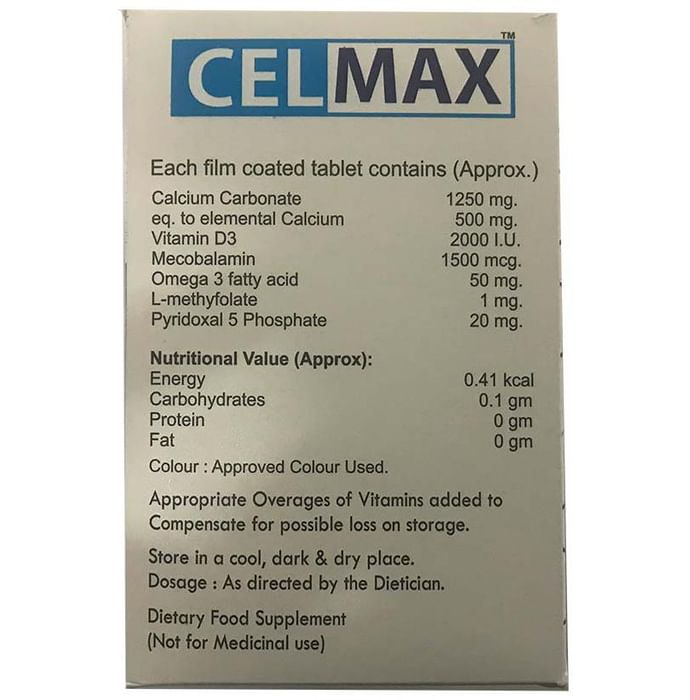 CELMAX™
Each film coated tablet contains (Approx.)
Calcium Carbonate 1250 mg.
eq. to elemental Calcium 500 mg.
Vitamin D3 2000 I.U.
Mecobalamin 1500 mcg.
Omega 3 fatty acid 50 mg.
L-methyfolate 1 mg.
Pyridoxal 5 Phosphate 20 mg.
Nutritional Value (Approx):
Energy 0.41 kcal
Carbohydrates 0.1 gm
Protein 0 gm
Fat 0 gm
Colour : Approved Colour Used.
Appropriate Overages of Vitamins added to
Compensate for possible loss on storage.
Store in a cool, dark & dry place.
Dosage : As directed by the Dietician.
Dietary Food Supplement
(Not for Medicinal use)